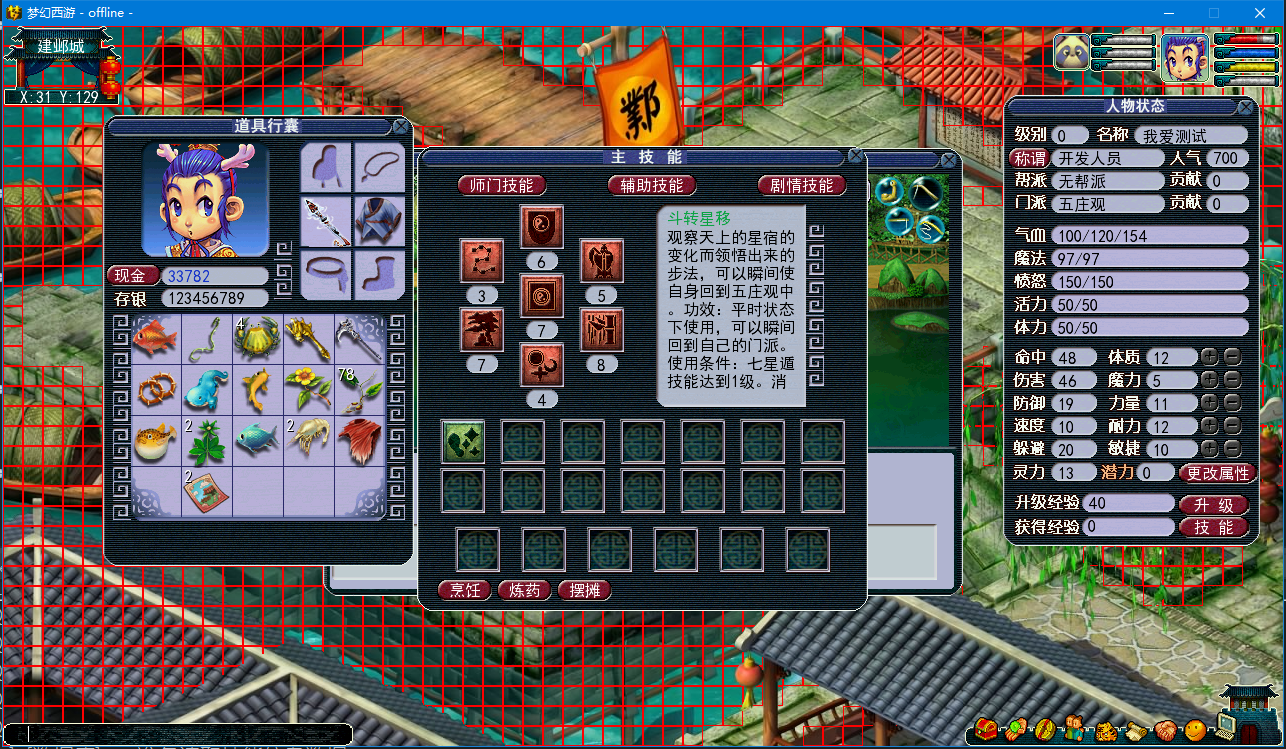 梦幻西游 - offline -
建邺城
X:31 Y:129
鄴
道具行囊
现金 33782
存银 123456789
4
78
2
2
2
主 技 能
师门技能 辅助技能 剧情技能
6
3
5
7
7
8
4
斗转星移
观察天上的星宿的
变化而领悟出来的
步法，可以瞬间使
自身回到五庄观中
。功效：平时状态
下使用，可以瞬间
回到自己的门派。
使用条件：七星遁
技能达到1级。消
烹饪 炼药 摆摊
人物状态
级别 0 名称 我爱测试
称谓 开发人员 人气 700
帮派 无帮派 贡献 0
门派 五庄观 贡献 0
气血 100/120/154
魔法 97/97
愤怒 150/150
活力 50/50
体力 50/50
命中 48 体质 12
伤害 46 魔力 5
防御 19 力量 11
速度 10 耐力 12
躲避 20 敏捷 10
灵力 13 潜力 0 更改属性
升级经验 40 升 级
获得经验 0 技 能